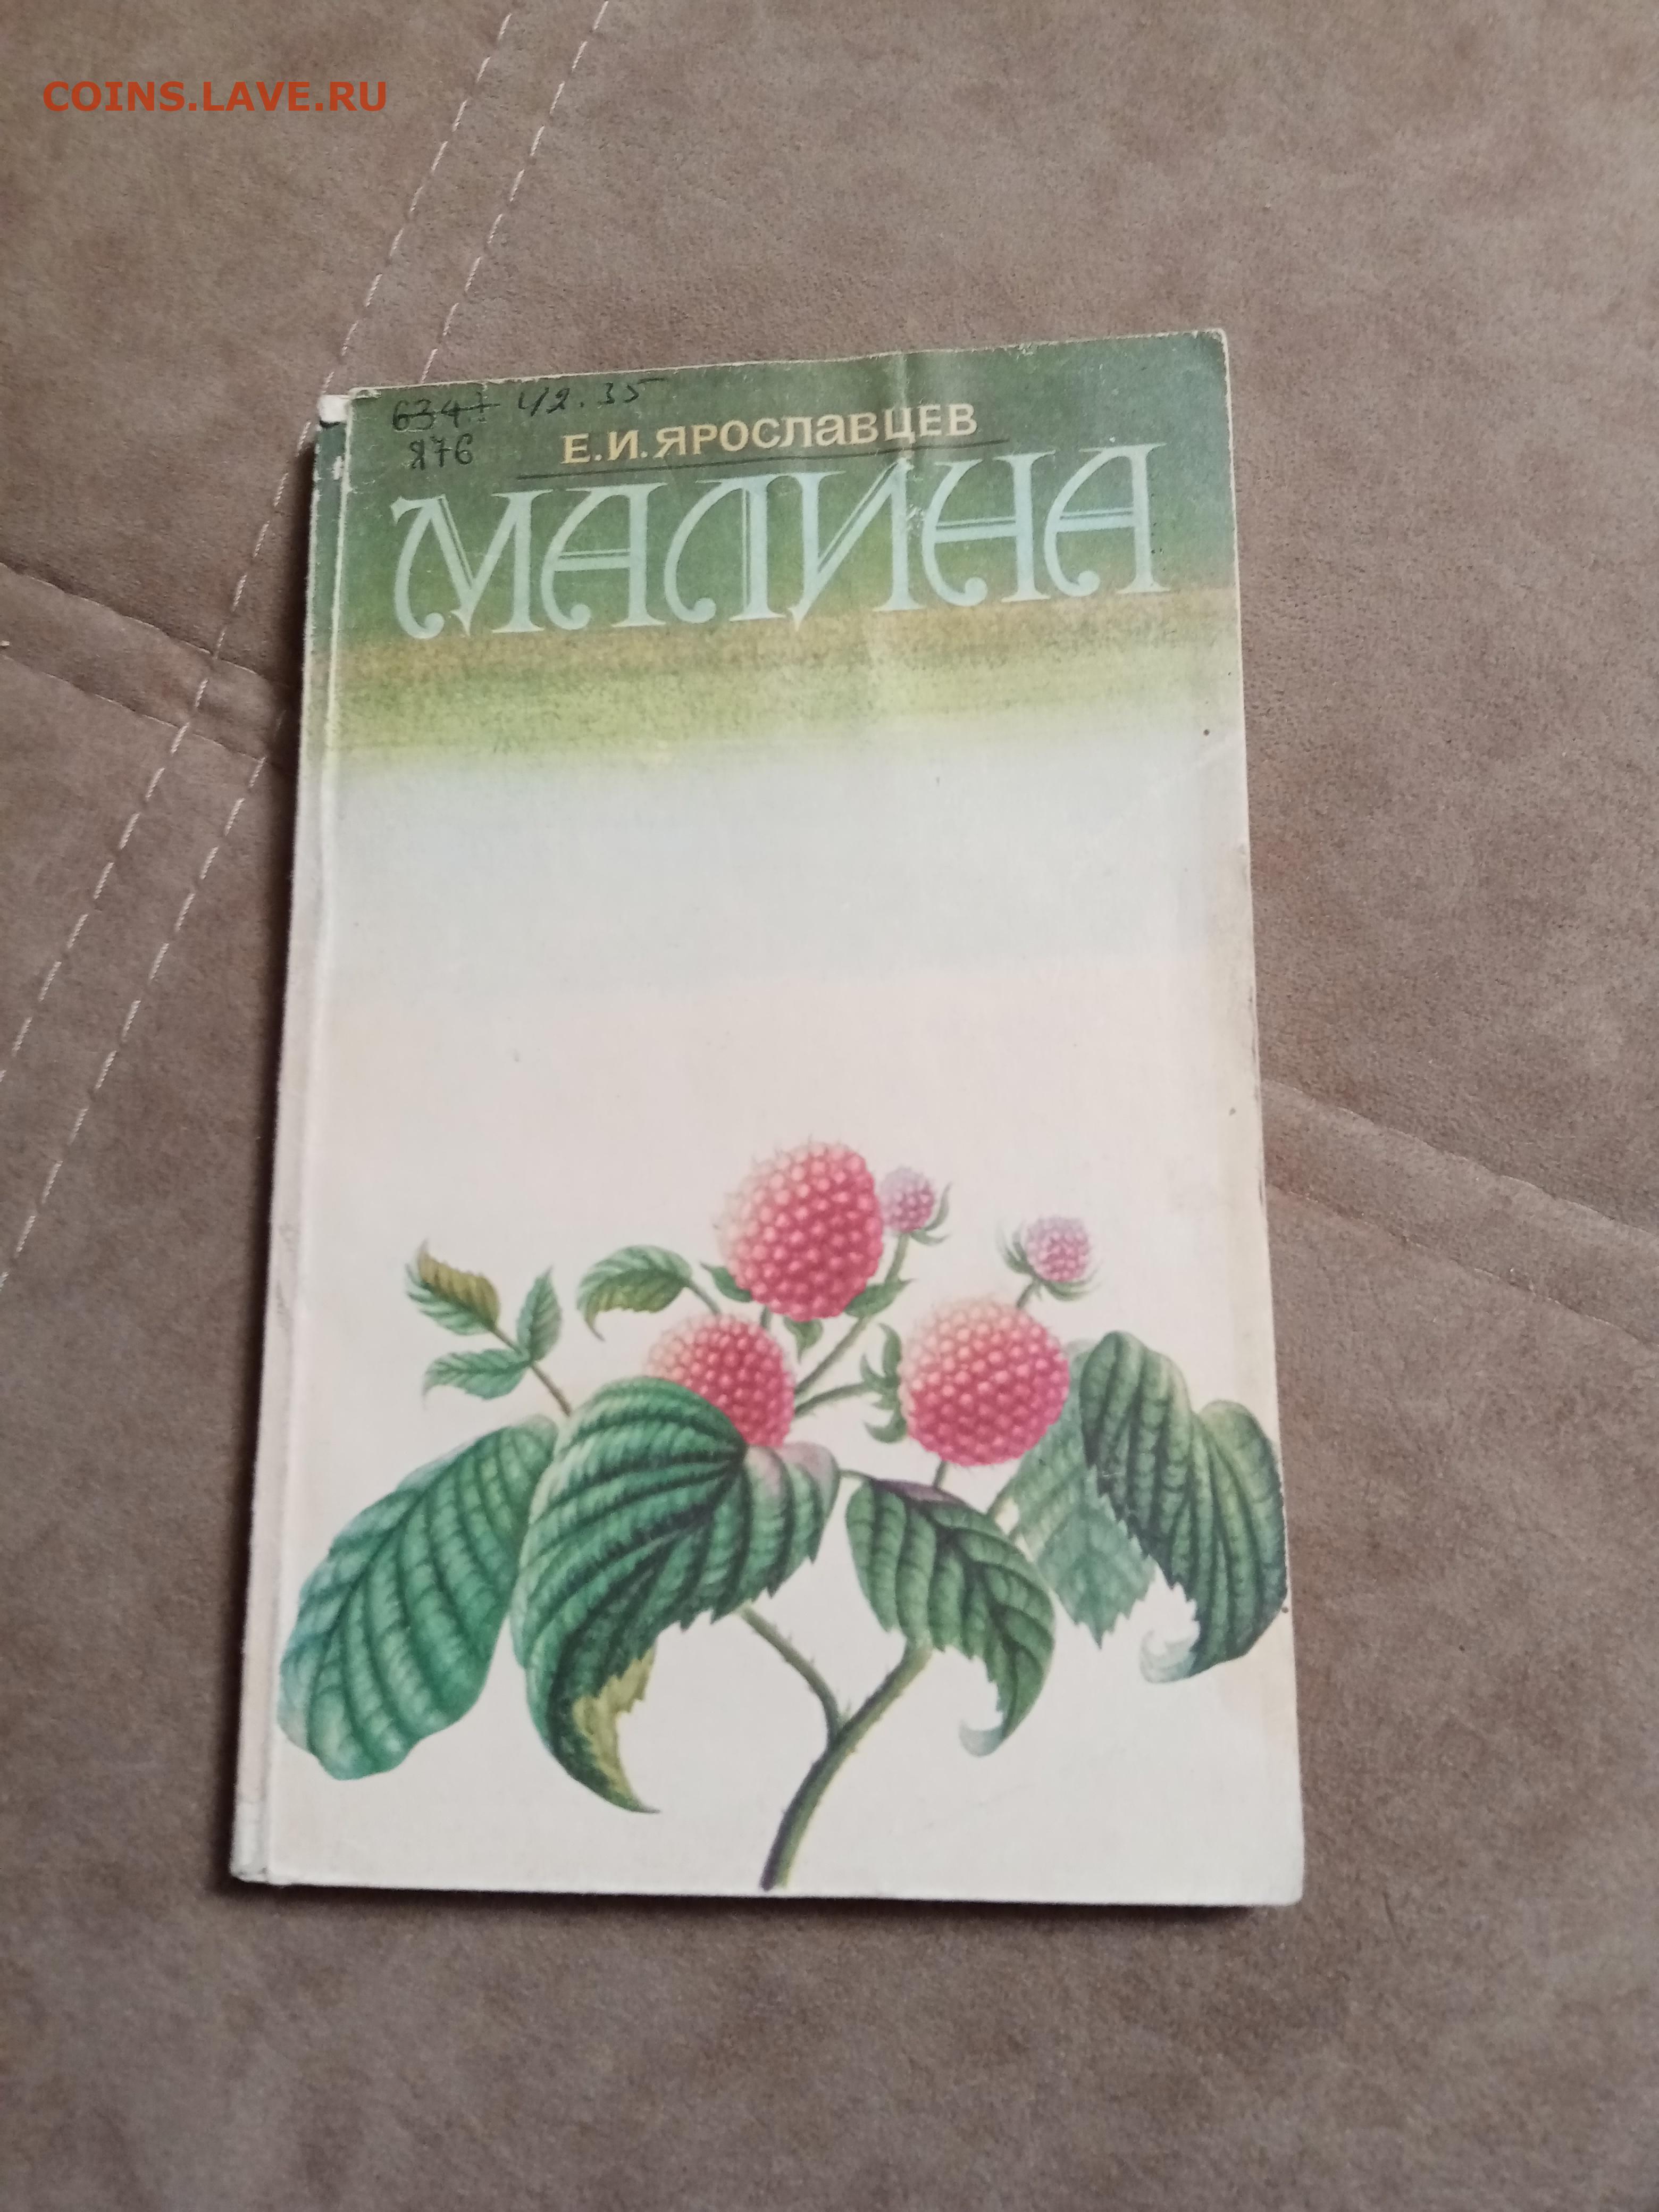 COINS.LAVE.RU
634.7 42.35
Я76
Е.И.ЯРОСЛАВЦЕВ
МАЛИНА